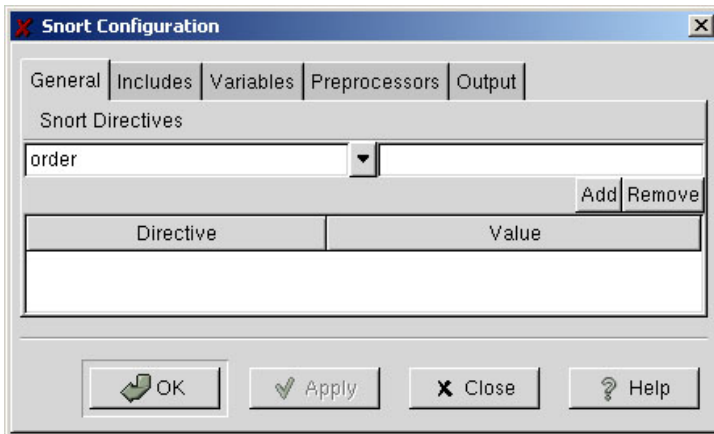 Snort Configuration
General Includes Variables Preprocessors Output
Snort Directives
order
Add Remove
Directive Value
OK Apply Close Help